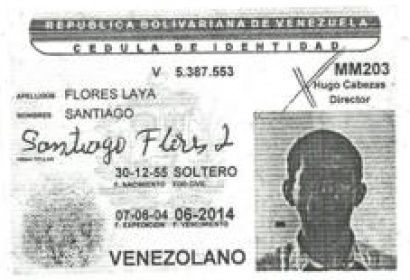 REPUBLICA BOLIVARIANA DE VENEZUELA
CEDULA DE IDENTIDAD
V 5.387.553
MM203
Hugo Cabezas
Director
APELLIDOS FLORES LAYA
NOMBRES SANTIAGO
Santiago Flores L
FIRMA TITULAR
30-12-55 SOLTERO
F. NACIMIENTO EDO.CIVIL
07-06-04 06-2014
F. EXPEDICION F. VENCIMIENTO
VENEZOLANO